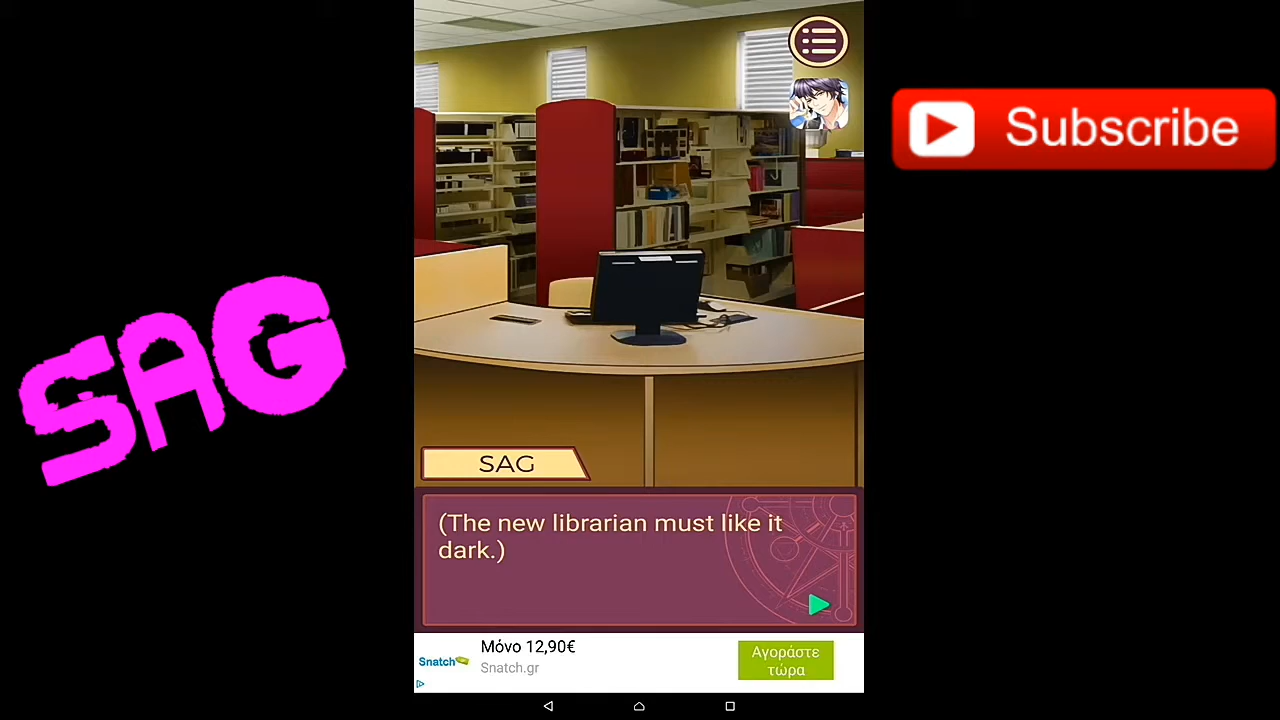 Subscribe
SAG
SAG
(The new librarian must like it
dark.)
Snatch
Μόνο 12,90€
Snatch.gr
Αγοράστε
τώρα